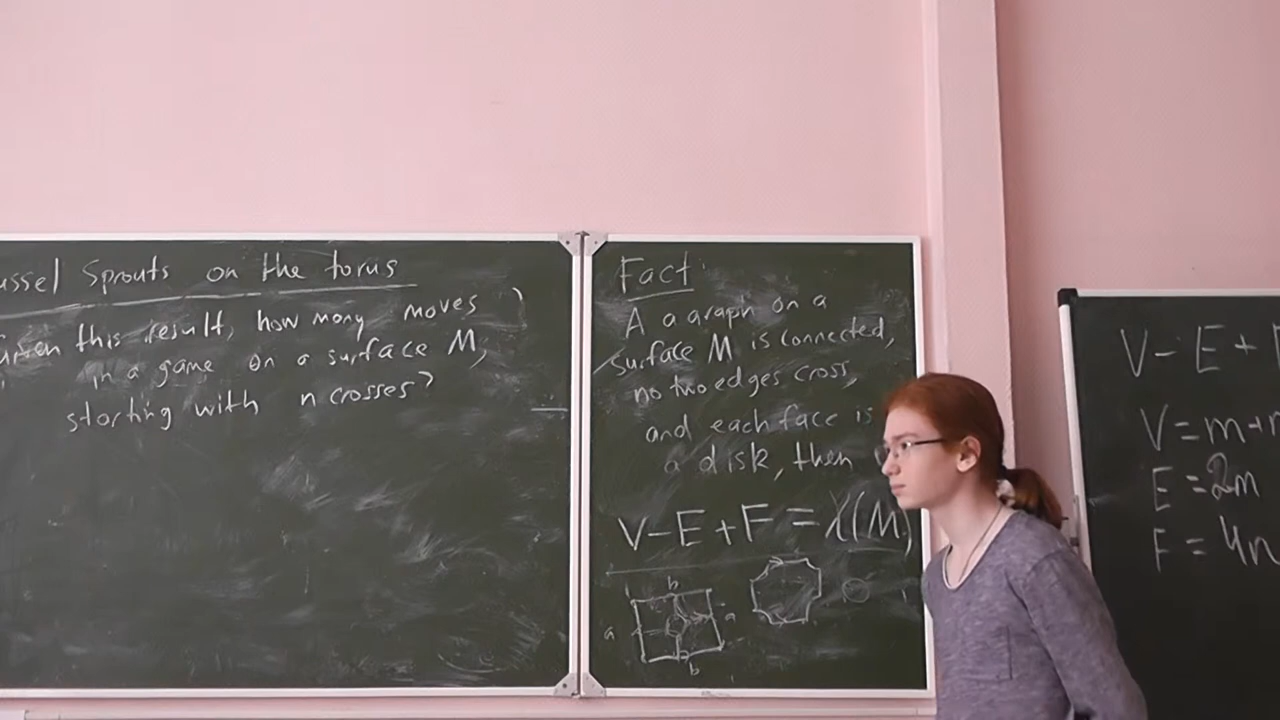 ussel Sprouts on the torus
Given this result, how many moves
in a game on a surface M,
starting with n crosses?
Fact:
A a graph on a
surface M is connected,
no two edges cross,
and each face is
a disk, then
V-E+F=χ(M)
b
a a
b
V-E+
V=m+n
E=2m
F=4n